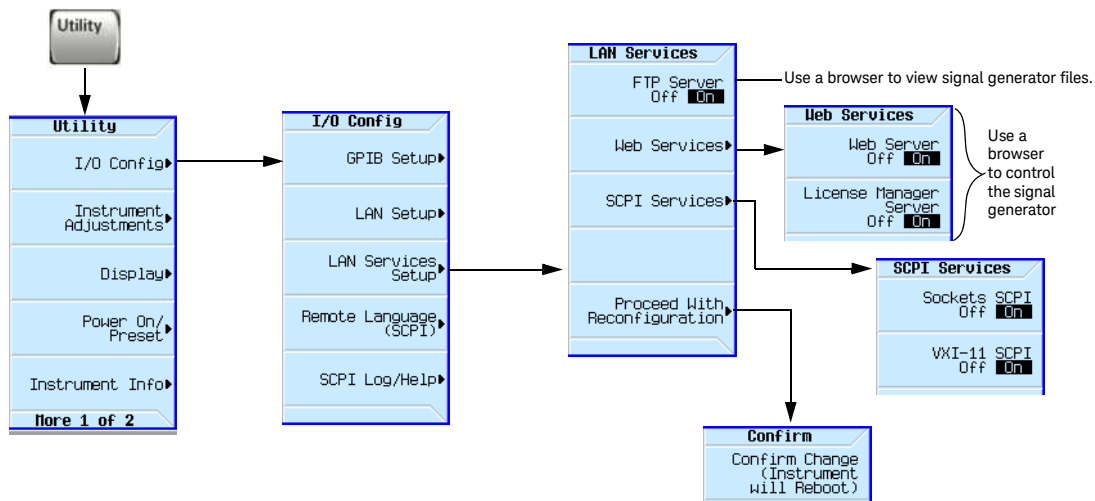 Utility
Utility
I/O Config
Instrument
Adjustments
Display
Power On/
Preset
Instrument Info
More 1 of 2
I/O Config
GPIB Setup
LAN Setup
LAN Services
Setup
Remote Language
(SCPI)
SCPI Log/Help
LAN Services
FTP Server
Off On
Web Services
SCPI Services
Proceed With
Reconfiguration
Use a browser to view signal generator files.
Web Services
Web Server
Off On
License Manager
Server
Off On
Use a
browser
to control
the signal
generator
SCPI Services
Sockets SCPI
Off On
VXI-11 SCPI
Off On
Confirm
Confirm Change
(Instrument
will Reboot)